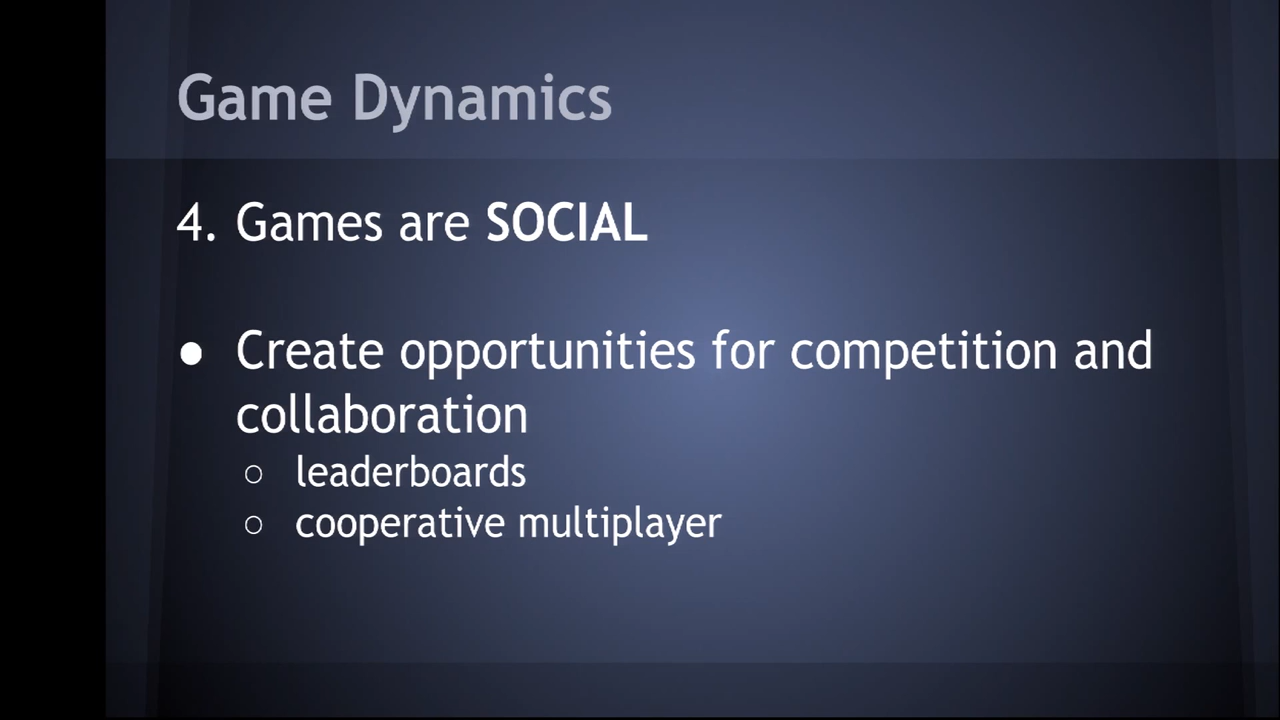 Game Dynamics
4. Games are SOCIAL
● Create opportunities for competition and
collaboration
○ leaderboards
○ cooperative multiplayer